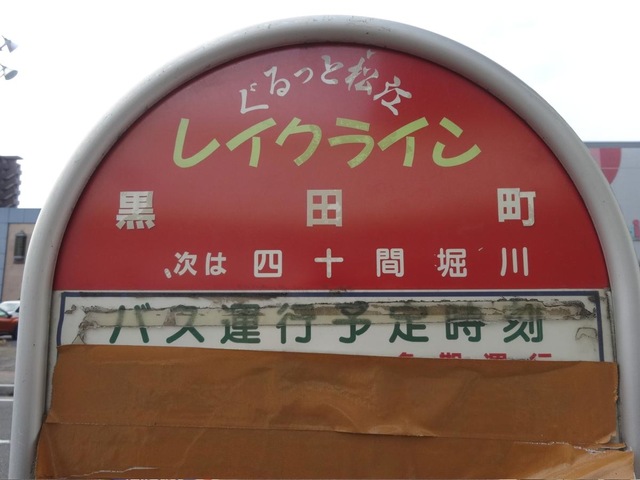 ぐるっと松江
レイクライン
黒田町
次は 四十間堀川
バス運行予定時刻